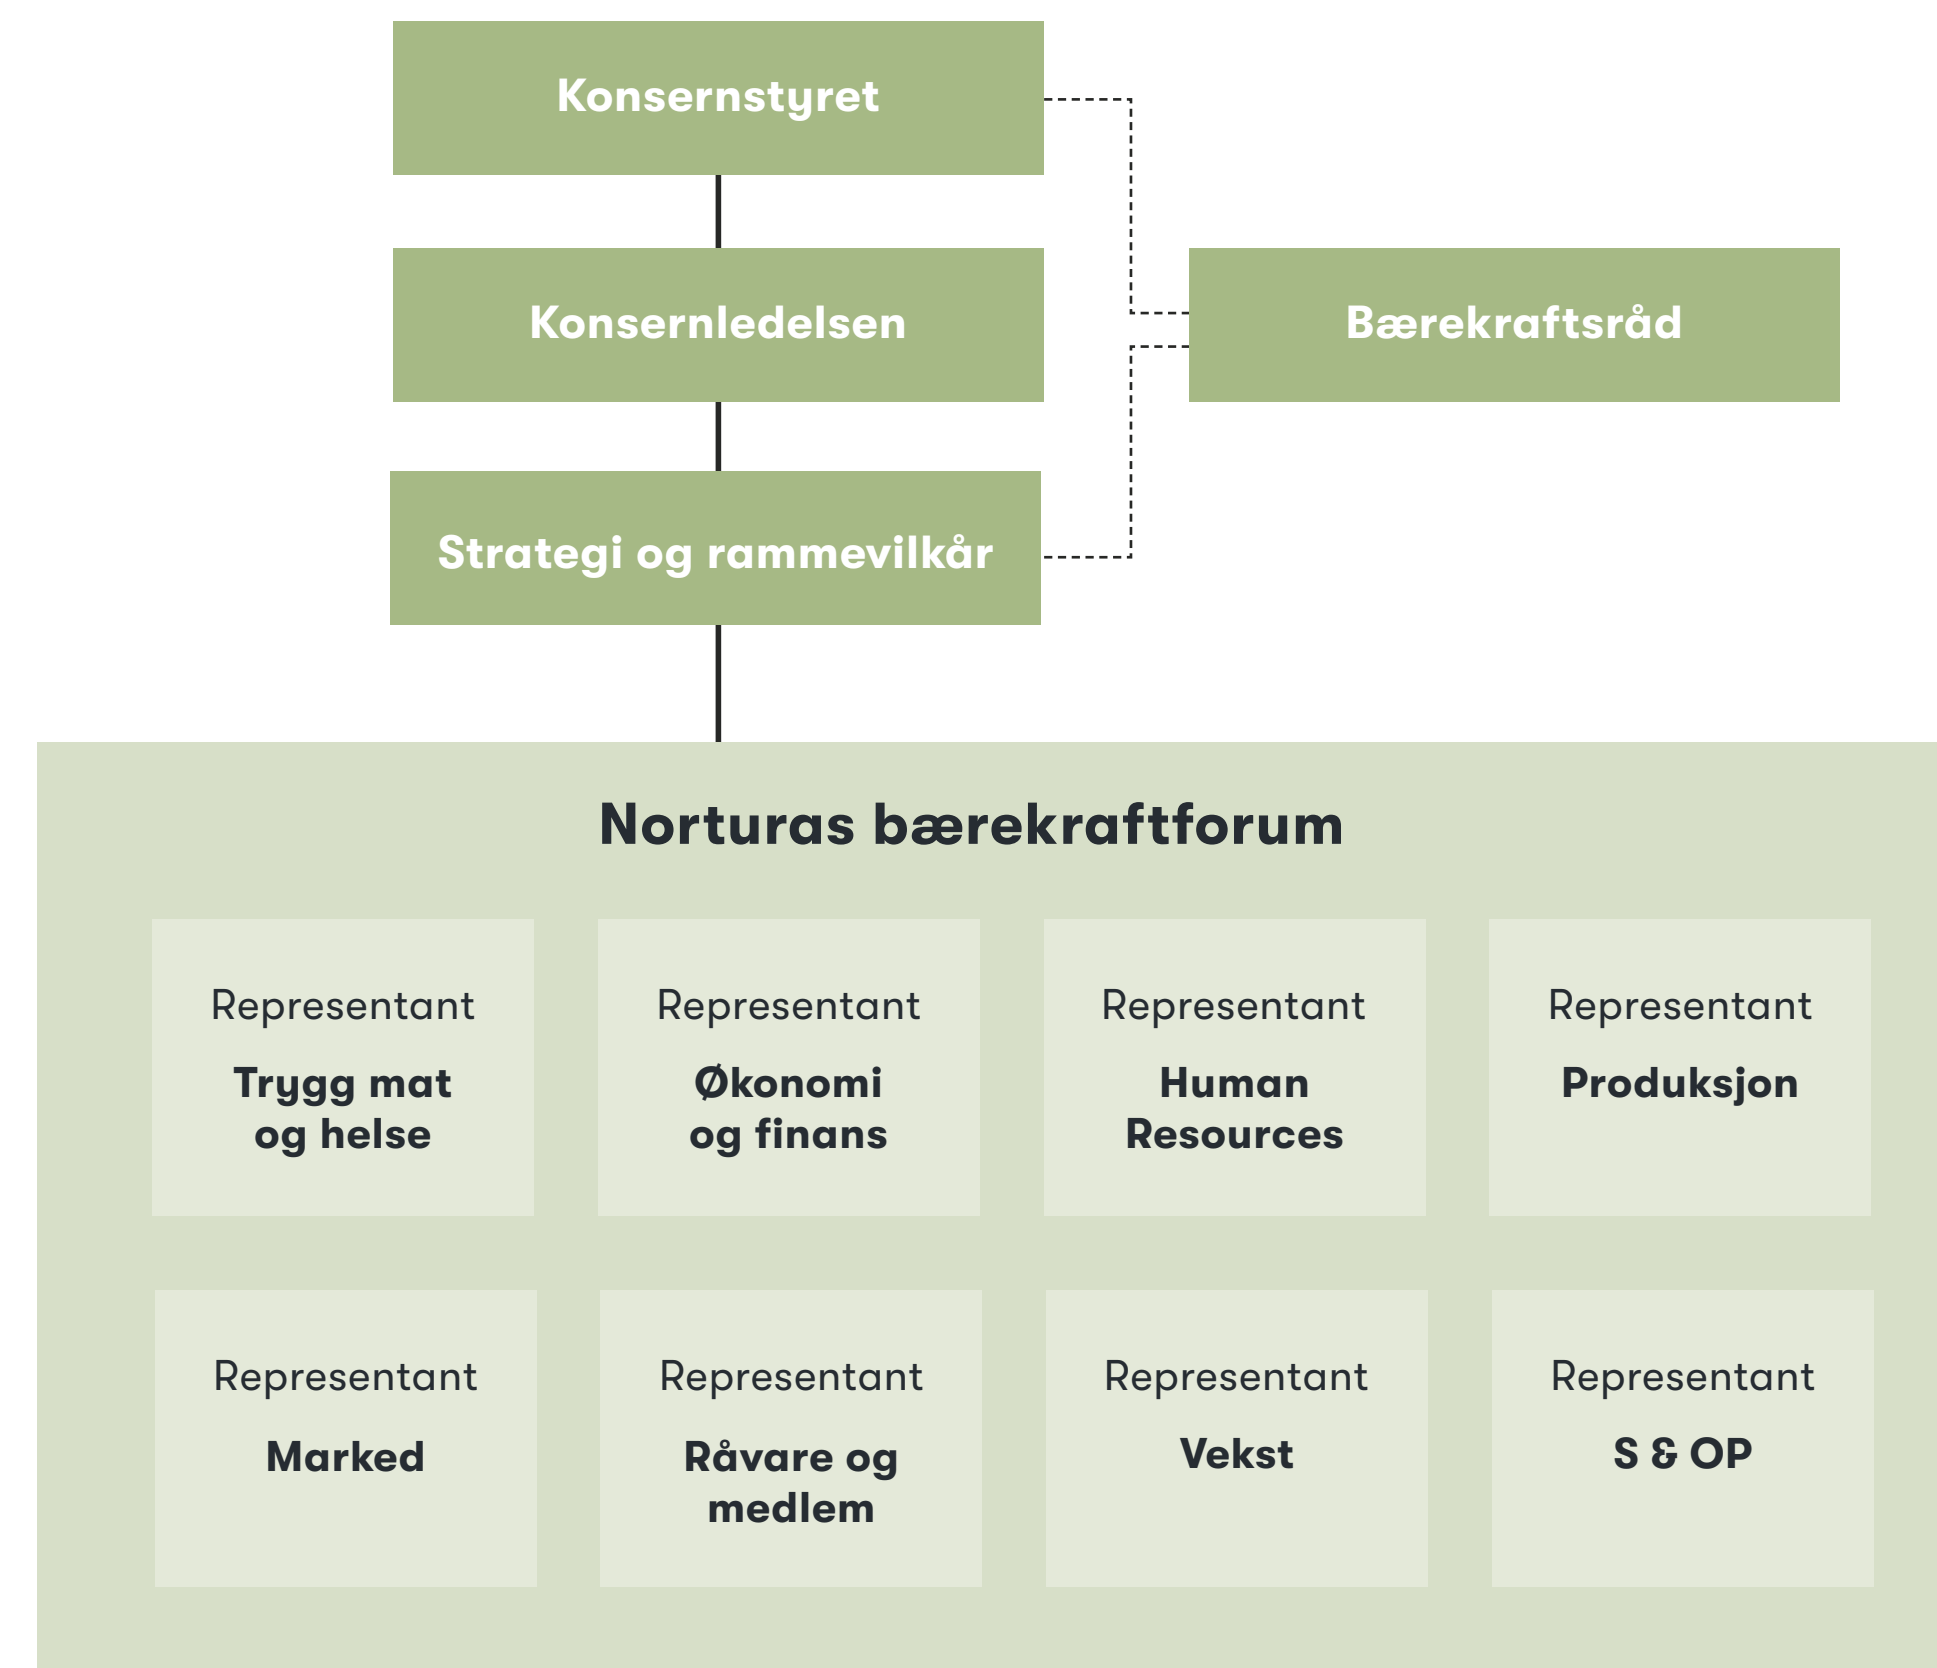 Konsernstyret
Konsernledelsen
Bærekraftsråd
Strategi og rammevilkår
Norturas bærekraftforum
Representant
Trygg mat
og helse
Representant
Økonomi
og finans
Representant
Human
Resources
Representant
Produksjon
Representant
Marked
Representant
Råvare og
medlem
Representant
Vekst
Representant
S & OP